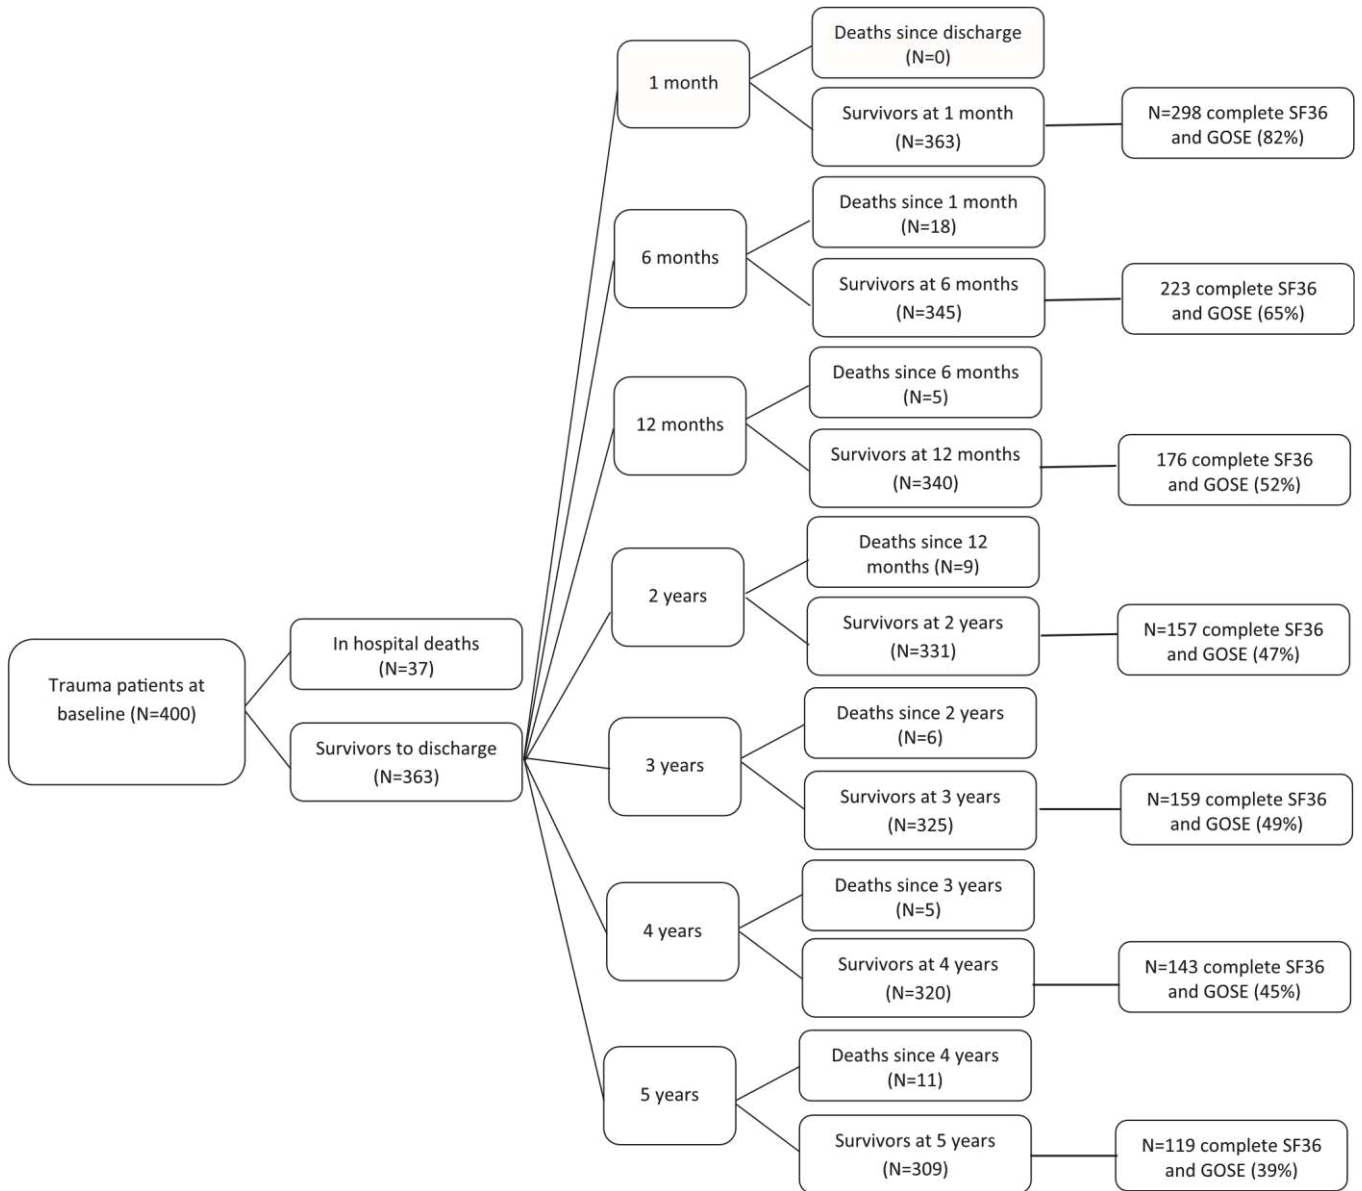 Trauma patients at
baseline (N=400)
In hospital deaths
(N=37)
Survivors to discharge
(N=363)
1 month
Deaths since discharge
(N=0)
Survivors at 1 month
(N=363)
N=298 complete SF36
and GOSE (82%)
6 months
Deaths since 1 month
(N=18)
Survivors at 6 months
(N=345)
223 complete SF36
and GOSE (65%)
12 months
Deaths since 6 months
(N=5)
Survivors at 12 months
(N=340)
176 complete SF36
and GOSE (52%)
2 years
Deaths since 12
months (N=9)
Survivors at 2 years
(N=331)
N=157 complete SF36
and GOSE (47%)
3 years
Deaths since 2 years
(N=6)
Survivors at 3 years
(N=325)
N=159 complete SF36
and GOSE (49%)
4 years
Deaths since 3 years
(N=5)
Survivors at 4 years
(N=320)
N=143 complete SF36
and GOSE (45%)
5 years
Deaths since 4 years
(N=11)
Survivors at 5 years
(N=309)
N=119 complete SF36
and GOSE (39%)